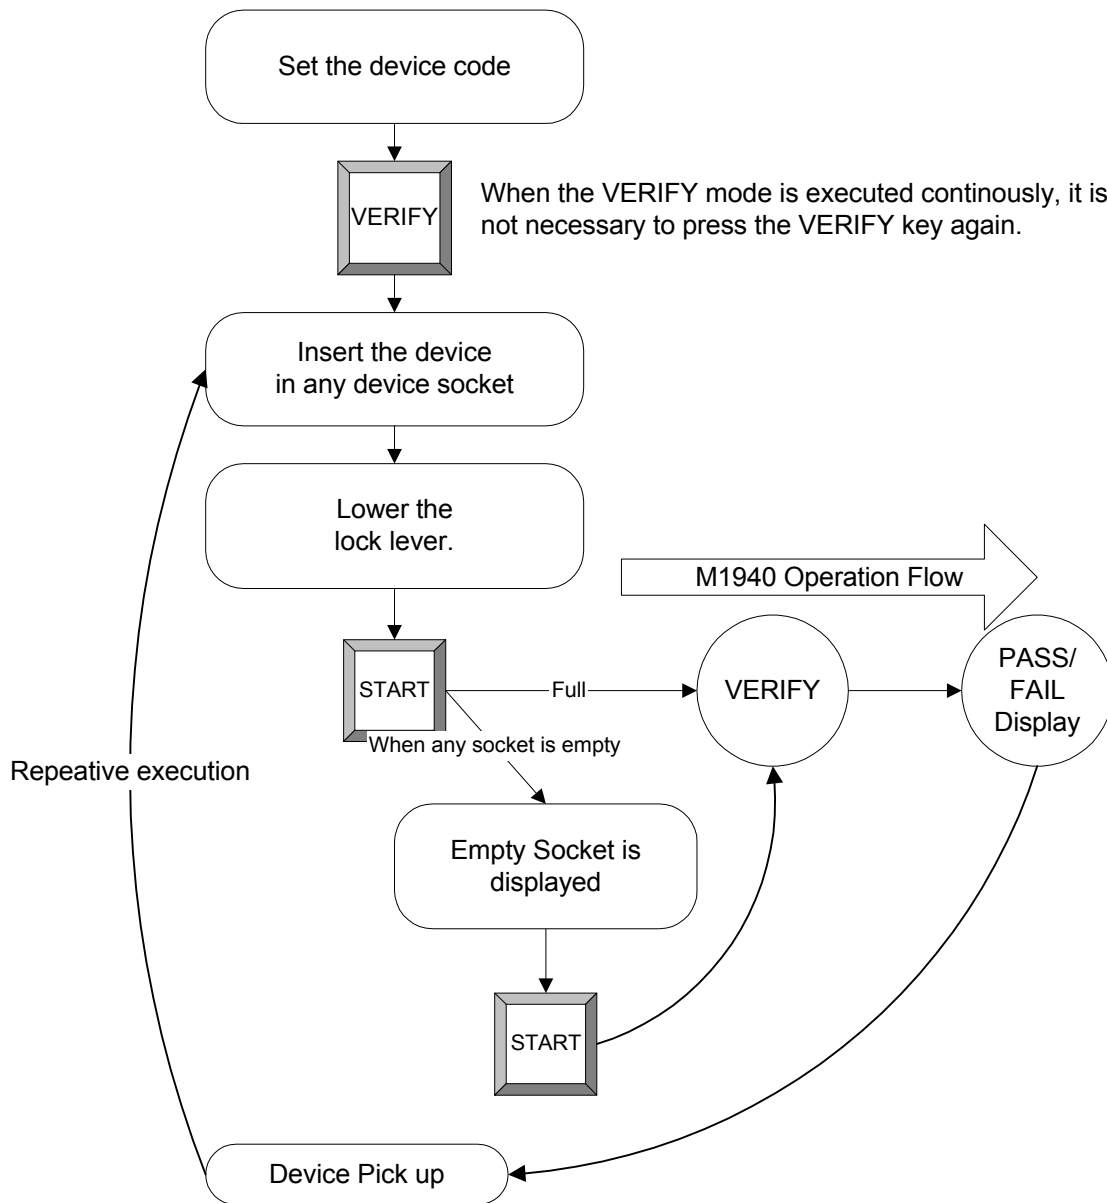 Set the device code
VERIFY
When the VERIFY mode is executed continously, it is
not necessary to press the VERIFY key again.
Insert the device
in any device socket
Lower the
lock lever.
M1940 Operation Flow
START
Full
VERIFY
PASS/
FAIL
Display
When any socket is empty
Repeative execution
Empty Socket is
displayed
START
Device Pick up